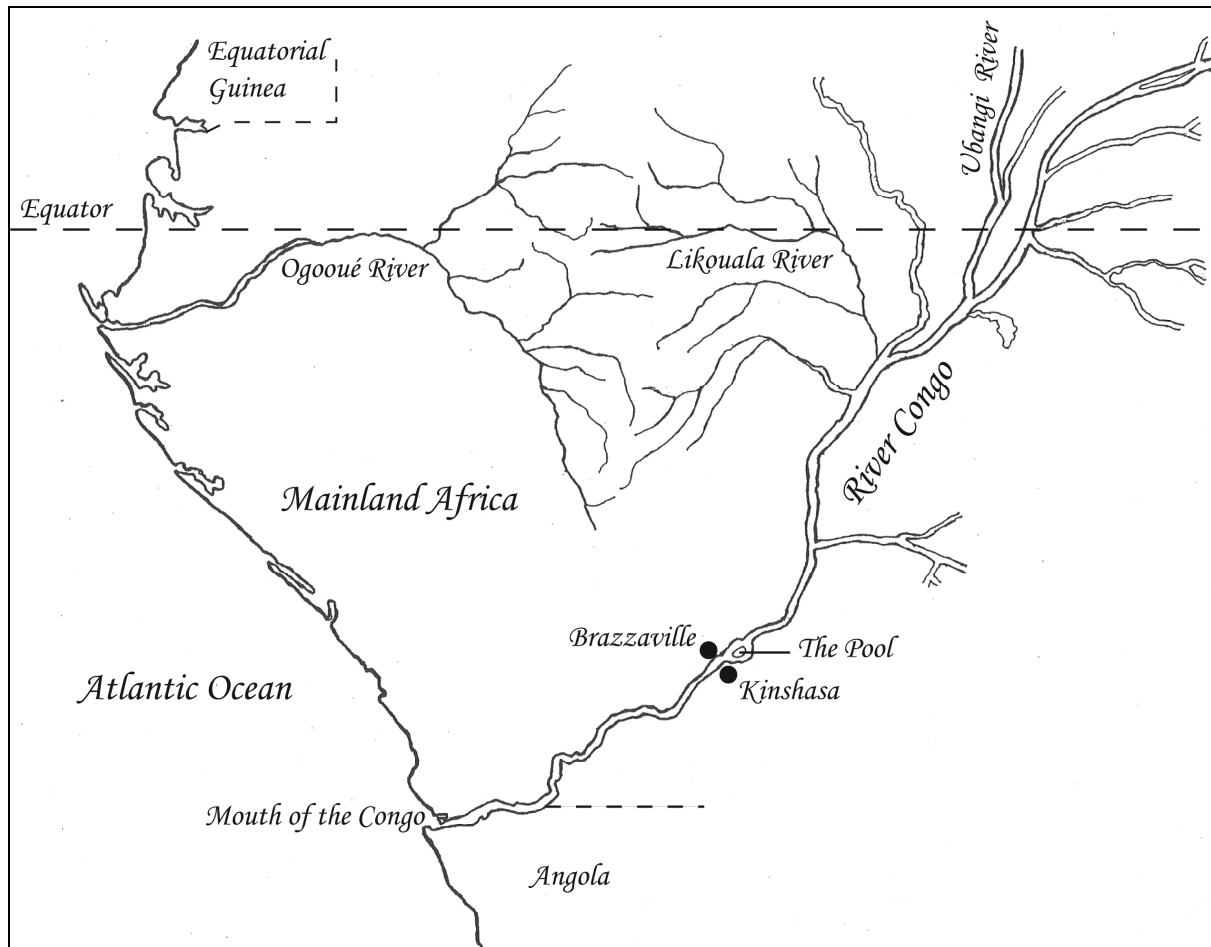 Equatorial
Guinea
Ubangi River
Equator
Ogooué River
Likouala River
River Congo
Mainland Africa
Brazzaville
The Pool
Kinshasa
Atlantic Ocean
Mouth of the Congo
Angola